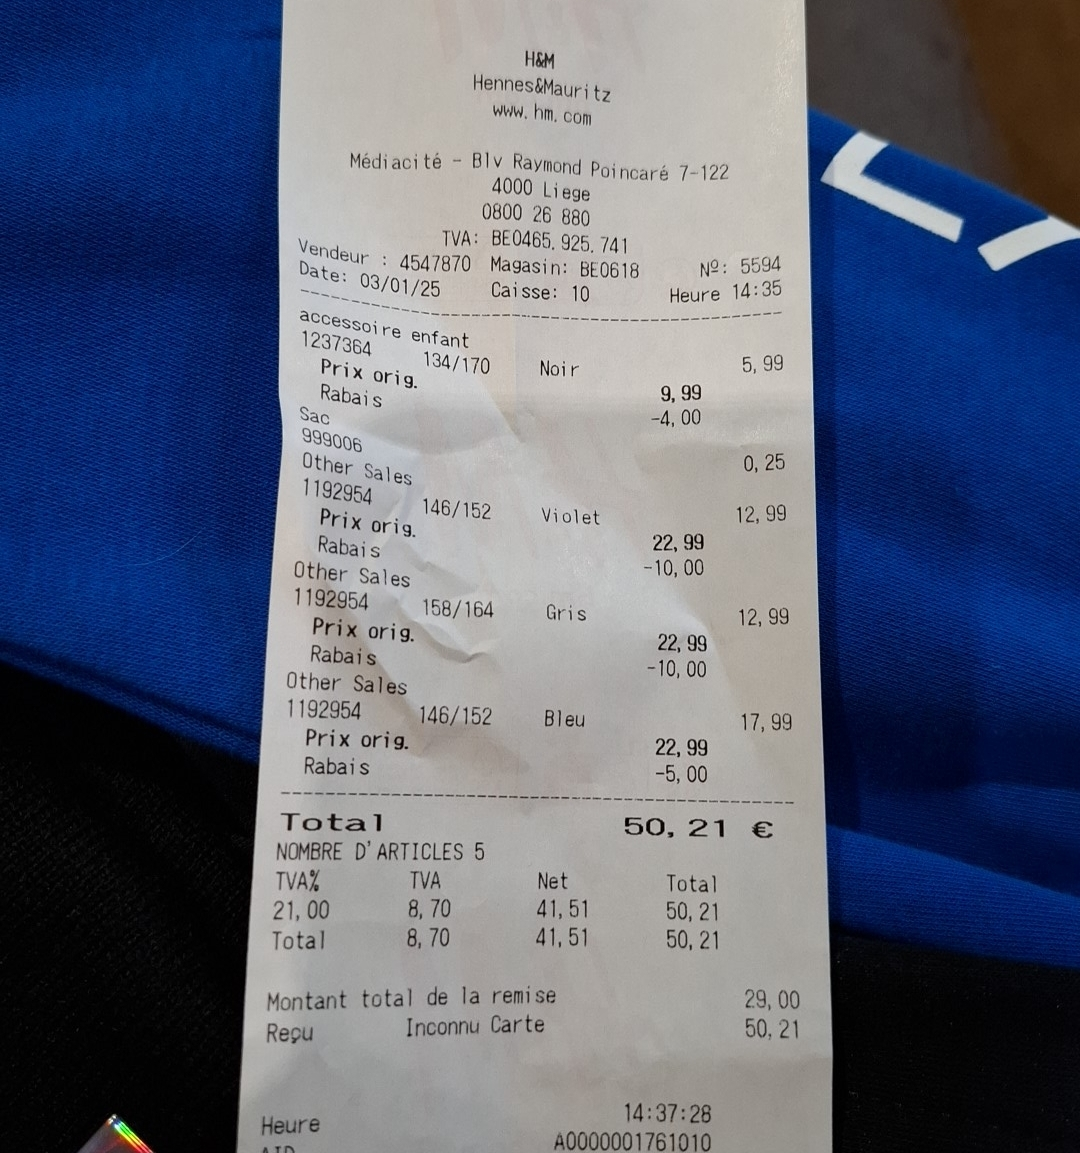 H&M
Hennes&Mauritz
www.hm.com
Médiacité - Blv Raymond Poincaré 7-122
4000 Liege
0800 26 880
TVA: BE0465.925.741
Vendeur : 4547870 Magasin: BE0618 Nº: 5594
Date: 03/01/25 Caisse: 10 Heure 14:35
accessoire enfant
1237364 134/170 Noir 5,99
Prix orig. 9,99
Rabais -4,00
Sac
999006 0,25
Other Sales
1192954 146/152 Violet 12,99
Prix orig. 22,99
Rabais -10,00
Other Sales
1192954 158/164 Gris 12,99
Prix orig. 22,99
Rabais -10,00
Other Sales
1192954 146/152 Bleu 17,99
Prix orig. 22,99
Rabais -5,00
Total 50,21 €
NOMBRE D'ARTICLES 5
TVA% TVA Net Total
21,00 8,70 41,51 50,21
Total 8,70 41,51 50,21
Montant total de la remise 29,00
Reçu Inconnu Carte 50,21
Heure 14:37:28
AID A0000001761010